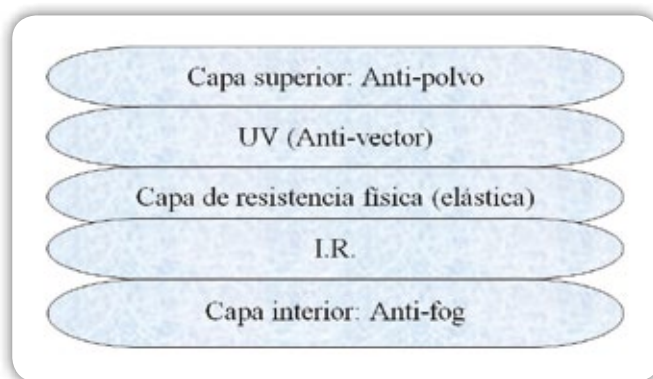 Capa superior: Anti-polvo
UV (Anti-vector)
Capa de resistencia física (elástica)
I.R.
Capa interior: Anti-fog